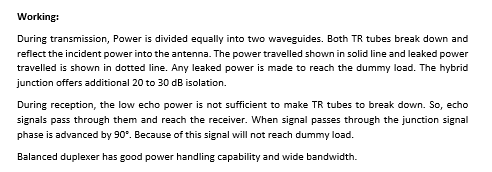 Working:
During transmission, Power is divided equally into two waveguides. Both TR tubes break down and
reflect the incident power into the antenna. The power travelled shown in solid line and leaked power
travelled is shown in dotted line. Any leaked power is made to reach the dummy load. The hybrid
junction offers additional 20 to 30 dB isolation.
During reception, the low echo power is not sufficient to make TR tubes to break down. So, echo
signals pass through them and reach the receiver. When signal passes through the junction signal
phase is advanced by 90°. Because of this signal will not reach dummy load.
Balanced duplexer has good power handling capability and wide bandwidth.